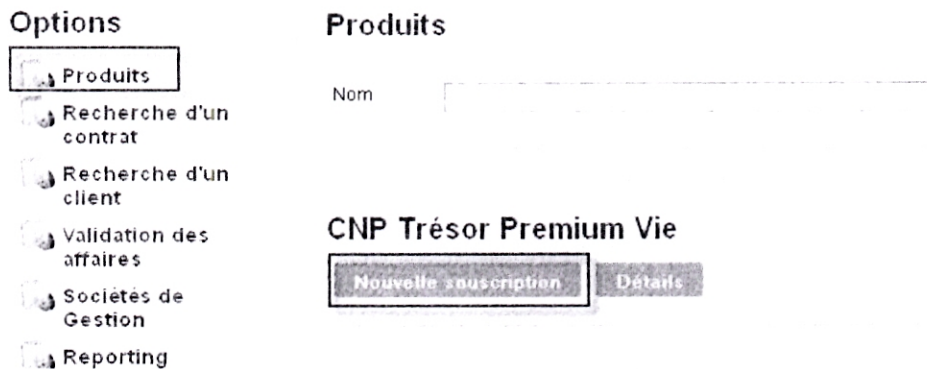 Options
Produits
Recherche d'un
contrat
Recherche d'un
client
Validation des
affaires
Sociétés de
Gestion
Reporting
Produits
Nom
CNP Trésor Premium Vie
Nouvelle souscription
Détails